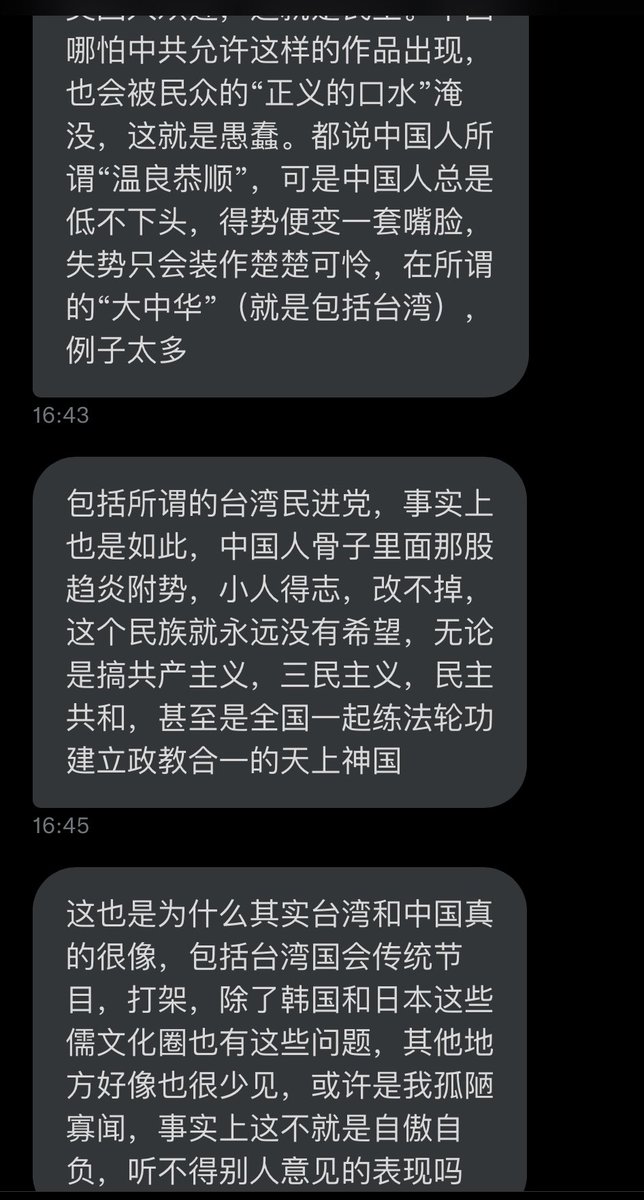 哪怕中共允许这样的作品出现，
也会被民众的“正义的口水”淹
没，这就是愚蠢。都说中国人所
谓“温良恭顺”，可是中国人总是
低不下头，得势便变一套嘴脸，
失势只会装作楚楚可怜，在所谓
的“大中华”（就是包括台湾），
例子太多
16:43
包括所谓的台湾民进党，事实上
也是如此，中国人骨子里面那股
趋炎附势，小人得志，改不掉，
这个民族就永远没有希望，无论
是搞共产主义，三民主义，民主
共和，甚至是全国一起练法轮功
建立政教合一的天上神国
16:45
这也是为什么其实台湾和中国真
的很像，包括台湾国会传统节
目，打架，除了韩国和日本这些
儒文化圈也有这些问题，其他地
方好像也很少见，或许是我孤陋
寡闻，事实上这不就是自傲自
负，听不得别人意见的表现吗